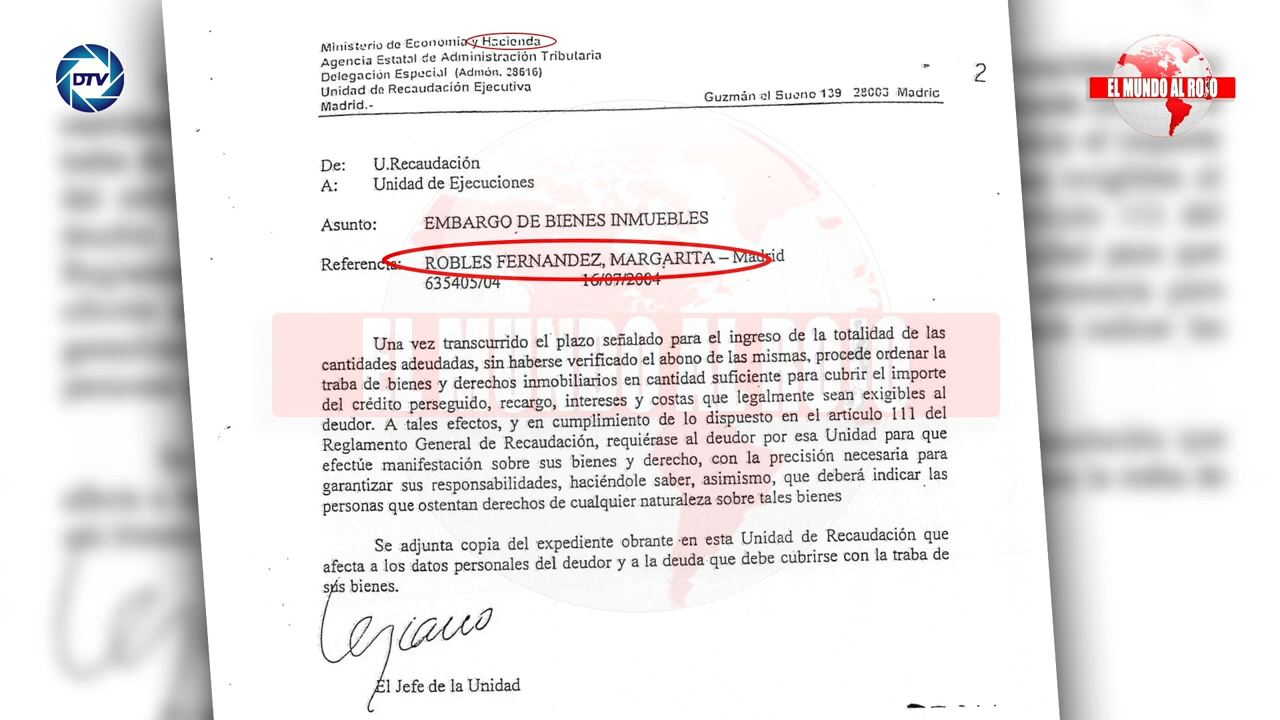 DTV
EL MUNDO AL ROJO
Ministerio de Economia y Hacienda
Agencia Estatal de Administración Tributaria
Delegación Especial (Admón. 28616)
Unidad de Recaudación Ejecutiva
Madrid.-
2
Guzmán el Bueno 139 28003 Madric
De: U.Recaudación
A: Unidad de Ejecuciones
Asunto: EMBARGO DE BIENES INMUEBLES
Referencia: ROBLES FERNANDEZ, MARGARITA – Madrid
635405/04 16/07/2004
Una vez transcurrido el plazo señalado para el ingreso de la totalidad de las
cantidades adeudadas, sin haberse verificado el abono de las mismas, procede ordenar la
traba de bienes y derechos inmobiliarios en cantidad suficiente para cubrir el importe
del crédito perseguido, recargo, intereses y costas que legalmente sean exigibles al
deudor. A tales efectos, y en cumplimiento de lo dispuesto en el artículo 111 del
Reglamento General de Recaudación, requiérase al deudor por esa Unidad para que
efectúe manifestación sobre sus bienes y derecho, con la precisión necesaria para
garantizar sus responsabilidades, haciéndole saber, asimismo, que deberá indicar las
personas que ostentan derechos de cualquier naturaleza sobre tales bienes
Se adjunta copia del expediente obrante en esta Unidad de Recaudación que
afecta a los datos personales del deudor y a la deuda que debe cubrirse con la traba de
sus bienes.
El Jefe de la Unidad
EL MUNDO AL ROJO